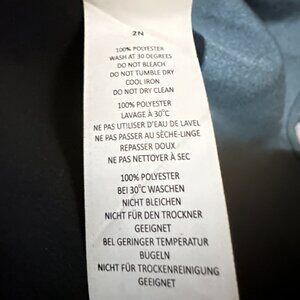 2N
100% POLYESTER
WASH AT 30 DEGREES
DO NOT BLEACH
DO NOT TUMBLE DRY
COOL IRON
DO NOT DRY CLEAN
100% POLYESTER
LAVAGE À 30°C
NE PAS UTILISER D'EAU DE LAVEL
NE PAS PASSER AU SÈCHE-LINGE
REPASSER DOUX
NE PAS NETTOYER À SEC
100% POLYESTER
BEI 30°C WASCHEN
NICHT BLEICHEN
NICHT FÜR DEN TROCKNER
GEEIGNET
BEI GERINGER TEMPERATUR
BUGELN
NICHT FÜR TROCKENREINIGUNG
GEEIGNET